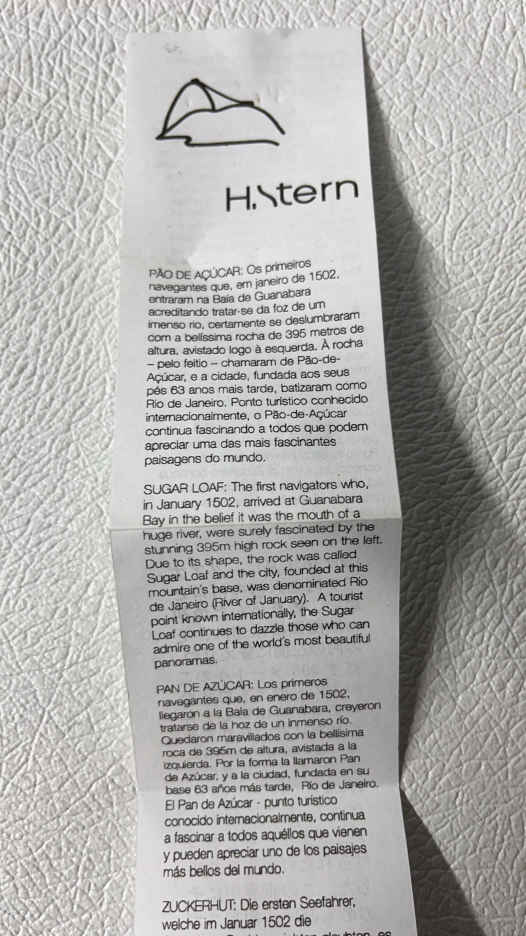 H.Stern
PÃO DE AÇÚCAR: Os primeiros
navegantes que, em janeiro de 1502,
entraram na Baía de Guanabara
acreditando tratar-se da foz de um
imenso rio, certamente se deslumbraram
com a belíssima rocha de 395 metros de
altura, avistado logo à esquerda. À rocha
– pelo feitio – chamaram de Pão-de-
Açúcar, e a cidade, fundada aos seus
pés 63 anos mais tarde, batizaram como
Rio de Janeiro. Ponto turístico conhecido
internacionalmente, o Pão-de-Açúcar
continua fascinando a todos que podem
apreciar uma das mais fascinantes
paisagens do mundo.
SUGAR LOAF: The first navigators who,
in January 1502, arrived at Guanabara
Bay in the belief it was the mouth of a
huge river, were surely fascinated by the
stunning 395m high rock seen on the left.
Due to its shape, the rock was called
Sugar Loaf and the city, founded at this
mountain's base, was denominated Rio
de Janeiro (River of January). A tourist
point known internationally, the Sugar
Loaf continues to dazzle those who can
admire one of the world's most beautiful
panoramas.
PAN DE AZÚCAR: Los primeros
navegantes que, en enero de 1502,
llegaron a la Baía de Guanabara, creyeron
tratarse de la hoz de un inmenso río.
Quedaron maravillados con la bellísima
roca de 395m de altura, avistada a la
izquierda. Por la forma la llamaron Pan
de Azúcar, y a la ciudad, fundada en su
base 63 años más tarde, Rio de Janeiro.
El Pan de Azúcar - punto turístico
conocido internacionalmente, continua
a fascinar a todos aquéllos que vienen
y pueden apreciar uno de los paisajes
más bellos del mundo.
ZUCKERHUT: Die ersten Seefahrer,
welche im Januar 1502 die